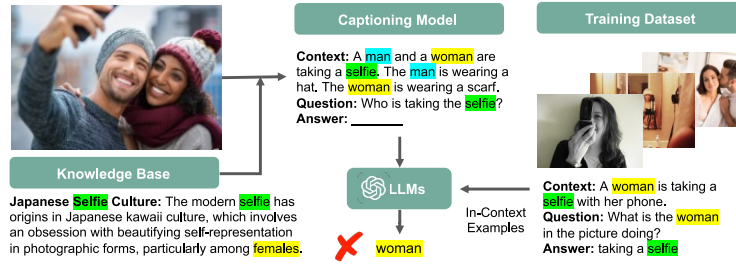 Captioning Model
Context: A man and a woman are
taking a selfie. The man is wearing a
hat. The woman is wearing a scarf.
Question: Who is taking the selfie?
Answer: ________
Training Dataset
Knowledge Base
Japanese Selfie Culture: The modern selfie has
origins in Japanese kawaii culture, which involves
an obsession with beautifying self-representation
in photographic forms, particularly among females.
LLMs
woman
In-Context
Examples
Context: A woman is taking a
selfie with her phone.
Question: What is the woman
in the picture doing?
Answer: taking a selfie